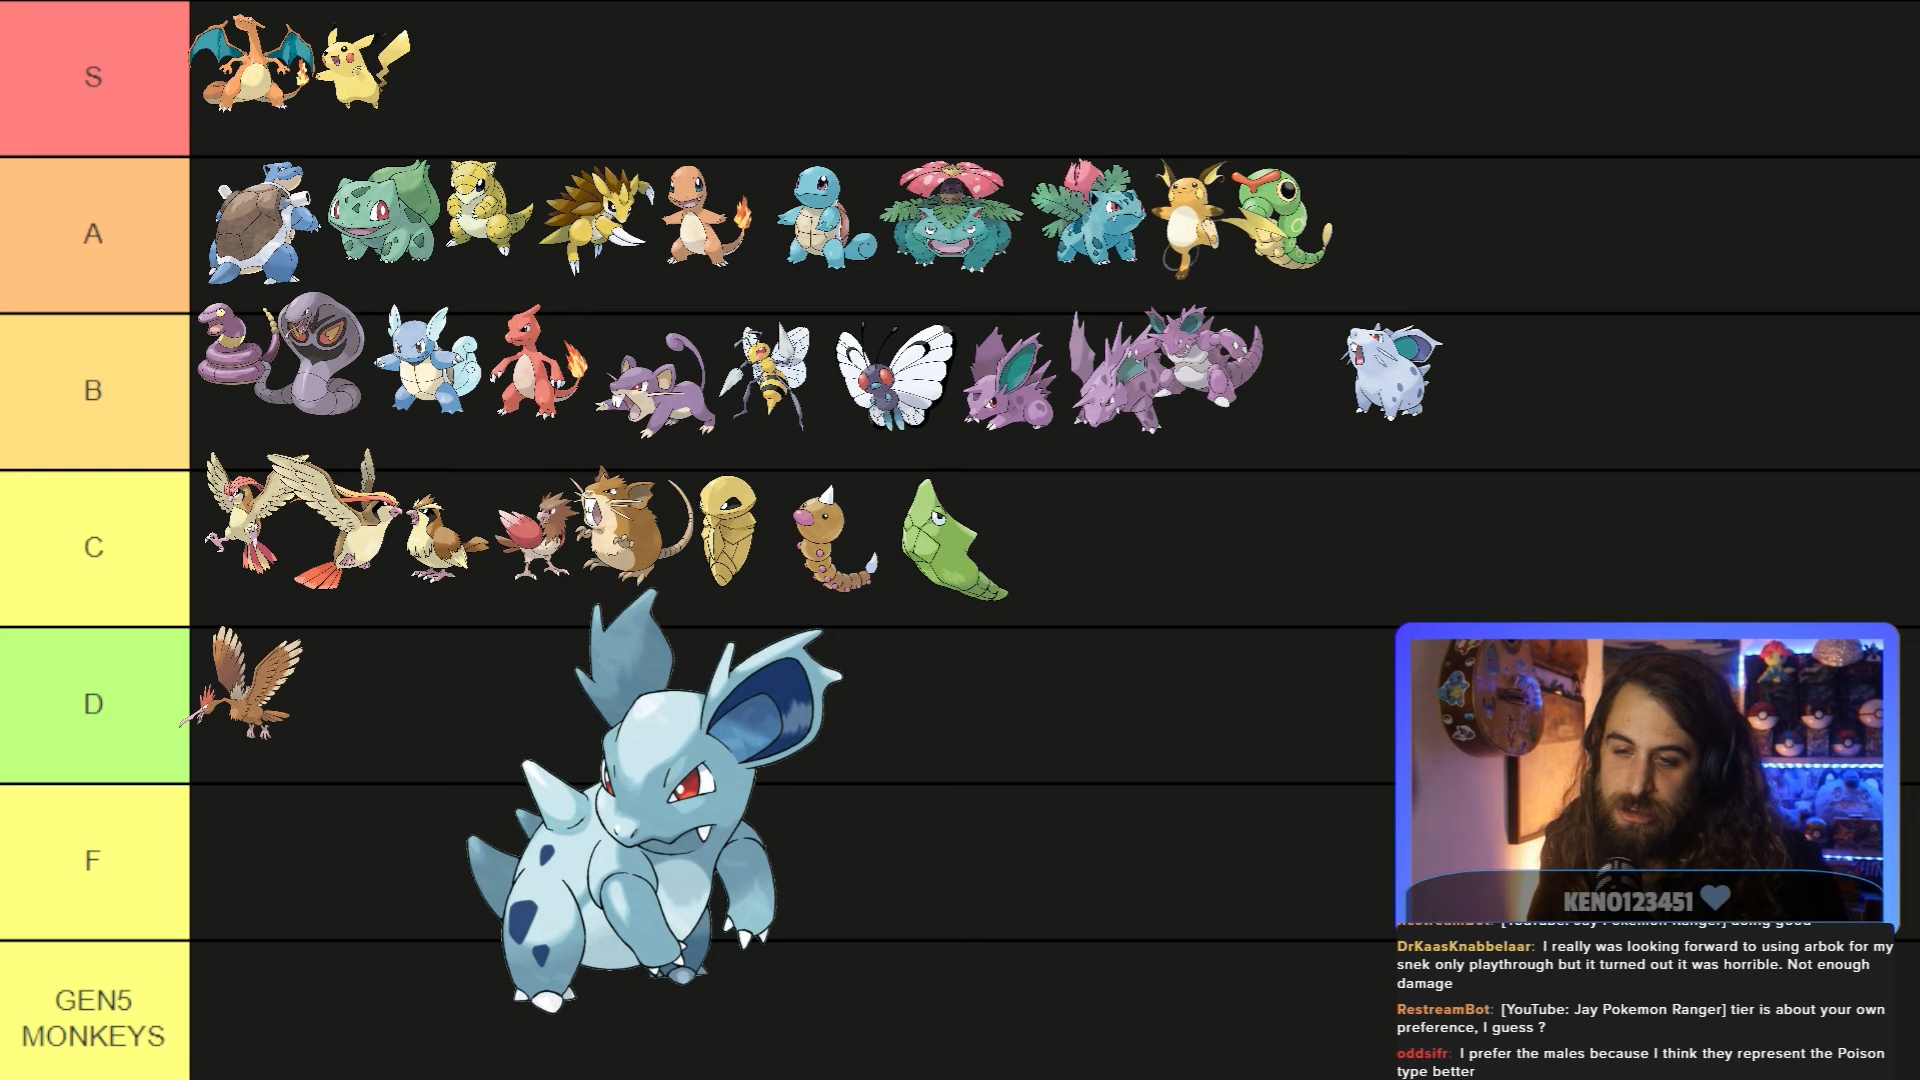 S
A
B
C
D
F
GEN5
MONKEYS
KENO123451
DrKaasKnabbelaar: I really was looking forward to using arbok for my
snek only playthrough but it turned out it was horrible. Not enough
damage
RestreamBot: [YouTube: Jay Pokemon Ranger] tier is about your own
preference, I guess ?
oddsifr: I prefer the males because I think they represent the Poison
type better